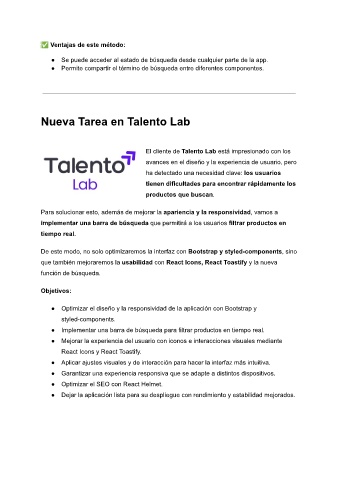 ✅ Ventajas de este método:
● Se puede acceder al estado de búsqueda desde cualquier parte de la app.
● Permite compartir el término de búsqueda entre diferentes componentes.
Nueva Tarea en Talento Lab
Talento
Lab
El cliente de Talento Lab está impresionado con los
avances en el diseño y la experiencia de usuario, pero
ha detectado una necesidad clave: los usuarios
tienen dificultades para encontrar rápidamente los
productos que buscan.
Para solucionar esto, además de mejorar la apariencia y la responsividad, vamos a
implementar una barra de búsqueda que permitirá a los usuarios filtrar productos en
tiempo real.
De este modo, no solo optimizaremos la interfaz con Bootstrap y styled-components, sino
que también mejoraremos la usabilidad con React Icons, React Toastify y la nueva
función de búsqueda.
Objetivos:
● Optimizar el diseño y la responsividad de la aplicación con Bootstrap y
styled-components.
● Implementar una barra de búsqueda para filtrar productos en tiempo real.
● Mejorar la experiencia del usuario con iconos e interacciones visuales mediante
React Icons y React Toastify.
● Aplicar ajustes visuales y de interacción para hacer la interfaz más intuitiva.
● Garantizar una experiencia responsiva que se adapte a distintos dispositivos.
● Optimizar el SEO con React Helmet.
● Dejar la aplicación lista para su despliegue con rendimiento y estabilidad mejorados.